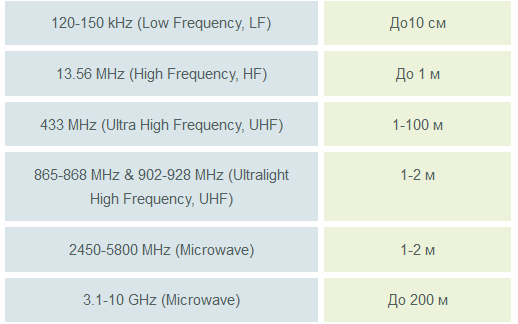 120-150 kHz (Low Frequency, LF) До10 см
13.56 MHz (High Frequency, HF) До 1 м
433 MHz (Ultra High Frequency, UHF) 1-100 м
865-868 MHz & 902-928 MHz (Ultralight 1-2 м
High Frequency, UHF)
2450-5800 MHz (Microwave) 1-2 м
3.1-10 GHz (Microwave) До 200 м